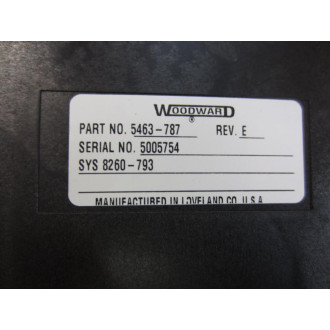 WOODWARD
®
PART NO. 5463-787 REV. E
SERIAL NO. 5005754
SYS 8260-793
MANUFACTURED IN LOVELAND CO. U.S.A.